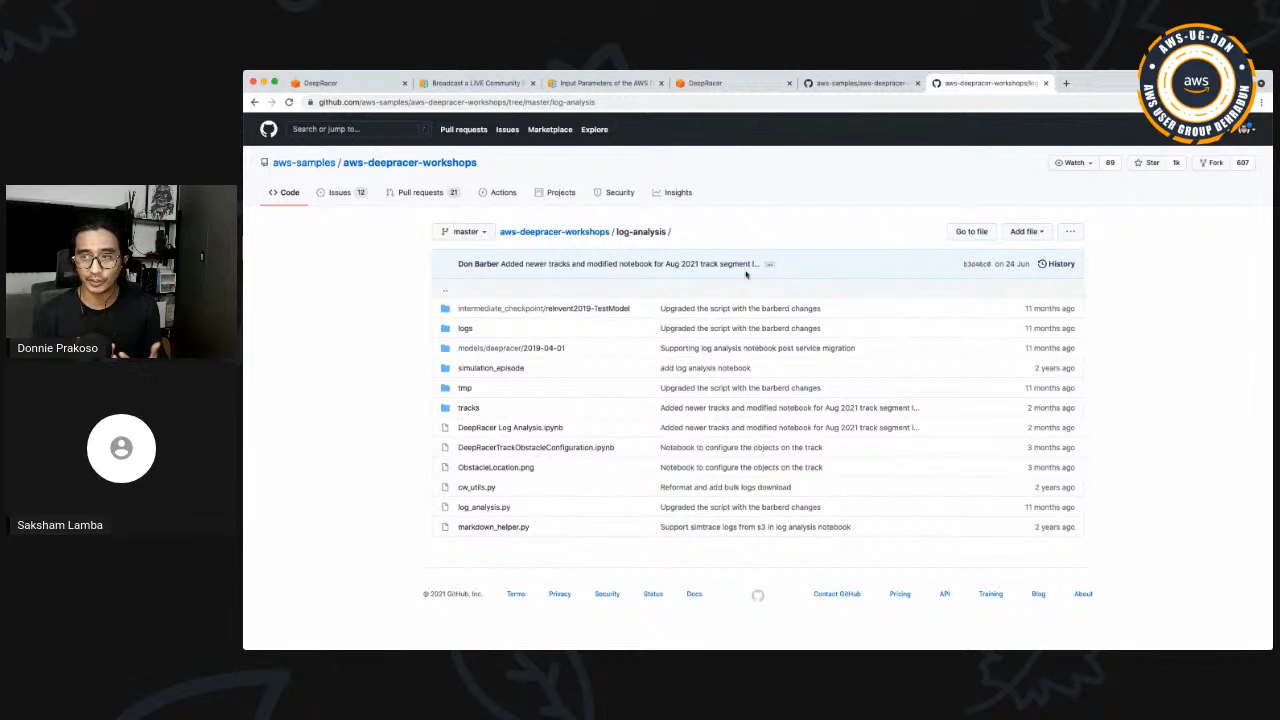 DeepRacer
Broadcast a LIVE Community
Input Parameters of the AWS
DeepRacer
aws-samples/aws-deepracer-
aws-deepracer-workshops/log
github.com/aws-samples/aws-deepracer-workshops/tree/master/log-analysis
Search or jump to... /
Pull requests Issues Marketplace Explore
aws-samples / aws-deepracer-workshops
Watch 89 Star 1k Fork 607
Code Issues 12 Pull requests 21 Actions Projects Security Insights
master aws-deepracer-workshops / log-analysis / Go to file Add file ...
Don Barber Added newer tracks and modified notebook for Aug 2021 track segment l... ... b3d46c0 on 24 Jun History
..
intermediate_checkpoint/reInvent2019-TestModel Upgraded the script with the barberd changes 11 months ago
logs Upgraded the script with the barberd changes 11 months ago
models/deepracer/2019-04-01 Supporting log analysis notebook post service migration 11 months ago
simulation_episode add log analysis notebook 2 years ago
tmp Upgraded the script with the barberd changes 11 months ago
tracks Added newer tracks and modified notebook for Aug 2021 track segment l... 2 months ago
DeepRacer Log Analysis.ipynb Added newer tracks and modified notebook for Aug 2021 track segment l... 2 months ago
DeepRacerTrackObstacleConfiguration.ipynb Notebook to configure the objects on the track 3 months ago
ObstacleLocation.png Notebook to configure the objects on the track 3 months ago
cw_utils.py Reformat and add bulk logs download 2 years ago
log_analysis.py Upgraded the script with the barberd changes 11 months ago
markdown_helper.py Support simtrace logs from s3 in log analysis notebook 2 years ago
© 2021 GitHub, Inc. Terms Privacy Security Status Docs Contact GitHub Pricing API Training Blog About
Donnie Prakoso
Saksham Lamba
AWS-UG-DDN
aws
AWS USER GROUP DEHRADUN